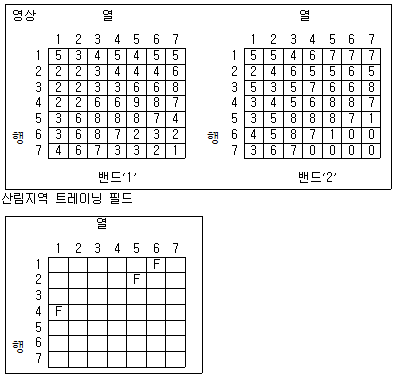 영상 열 열
1 2 3 4 5 6 7 1 2 3 4 5 6 7
1 5 3 4 5 4 5 5 1 5 5 4 6 7 7 7
2 2 2 3 4 4 4 6 2 2 4 6 5 5 6 5
3 2 2 3 3 6 6 8 3 5 3 5 7 6 6 8
4 2 2 6 6 9 8 7 4 3 4 5 6 8 8 7
5 3 6 8 8 8 7 4 5 3 5 8 8 8 7 1
행 6 3 6 8 7 2 3 2 행 6 4 5 8 7 1 0 0
7 4 6 7 3 3 2 1 7 3 6 7 0 0 0 0
밴드'1' 밴드'2'
산림지역 트레이닝 필드
열
1 2 3 4 5 6 7
1 F
2 F
3
4 F
5
행 6
7